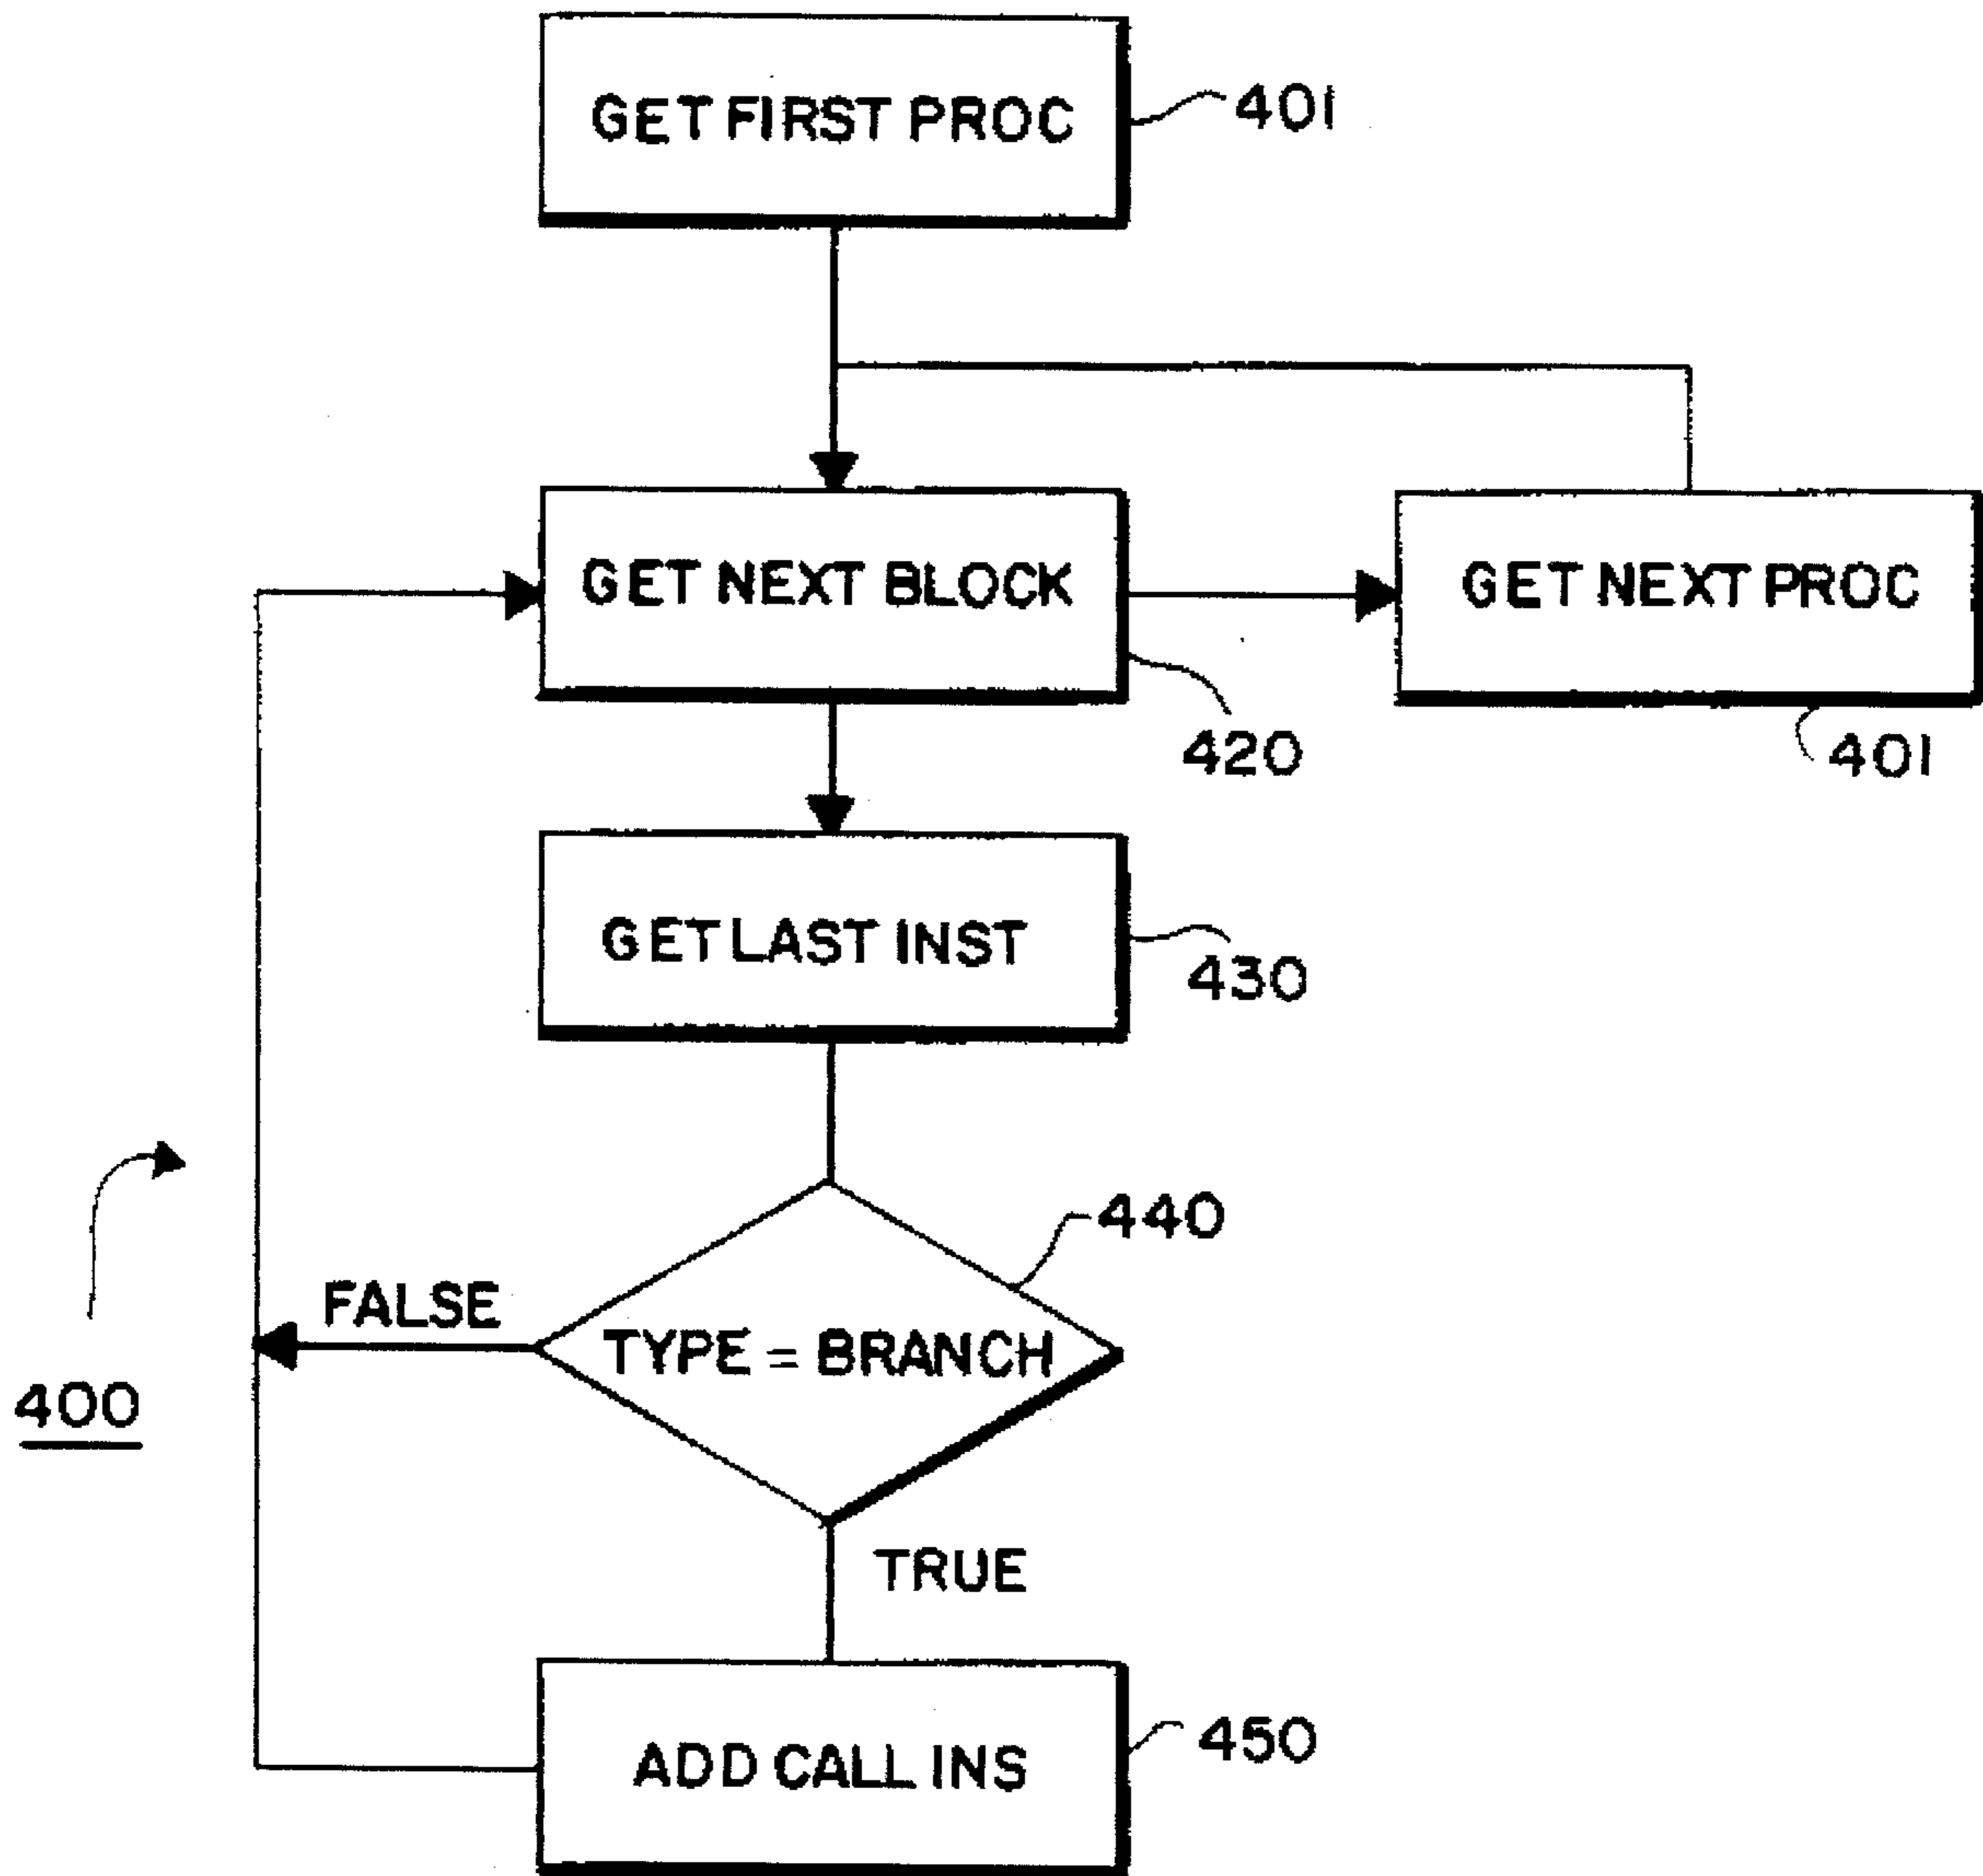 GET FIRST PROC
401
GET NEXT BLOCK
GET NEXT PROC
420
401
GET LAST INST
430
440
FALSE
TYPE = BRANCH
400
TRUE
ADD CALL INS
450